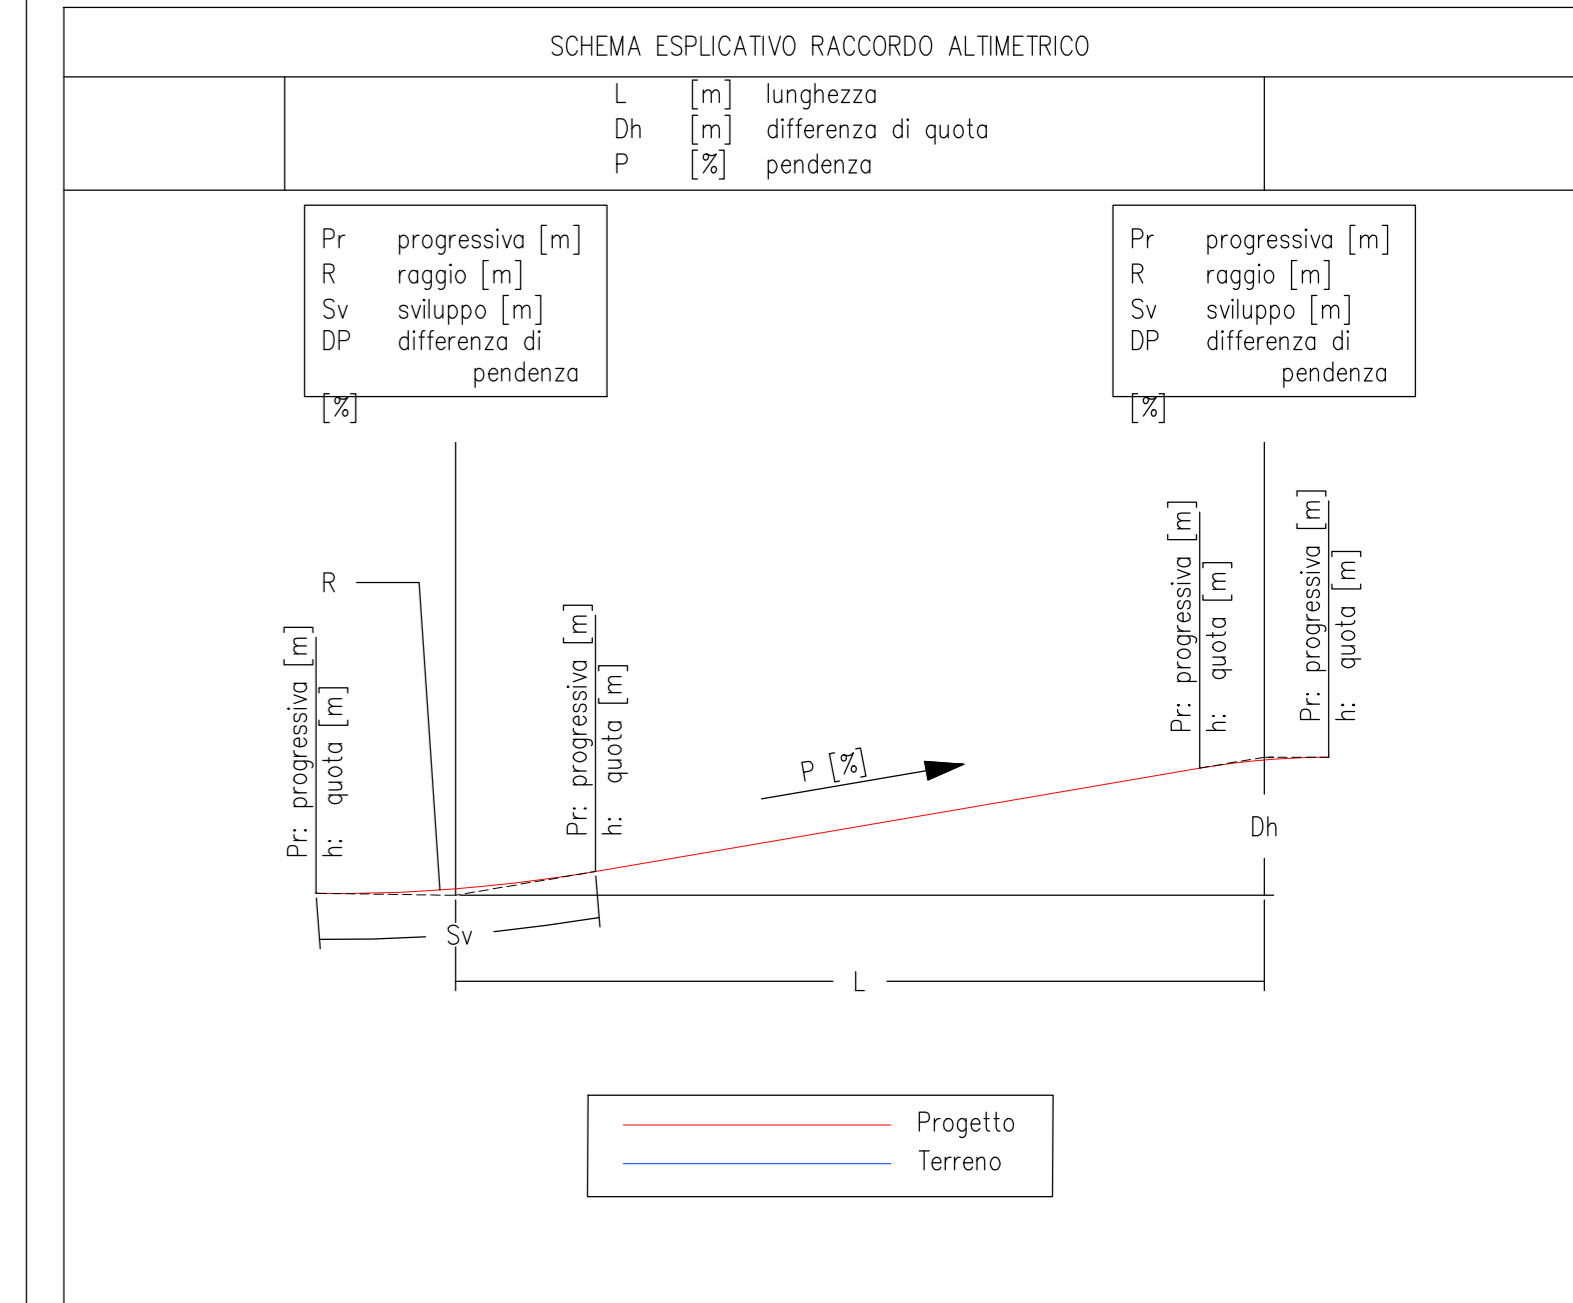 SCHEMA ESPLICATIVO RACCORDO ALTIMETRICO
L [m] lunghezza
Dh [m] differenza di quota
P [%] pendenza
Pr progressiva [m]
R raggio [m]
Sv sviluppo [m]
DP differenza di
pendenza
[%]
Pr progressiva [m]
R raggio [m]
Sv sviluppo [m]
DP differenza di
pendenza
[%]
R
Pr: progressiva [m]
h: quota [m]
Pr: progressiva [m]
h: quota [m]
P [%]
Pr: progressiva [m]
h: quota [m]
Pr: progressiva [m]
h: quota [m]
Dh
Sv
L
Progetto
Terreno